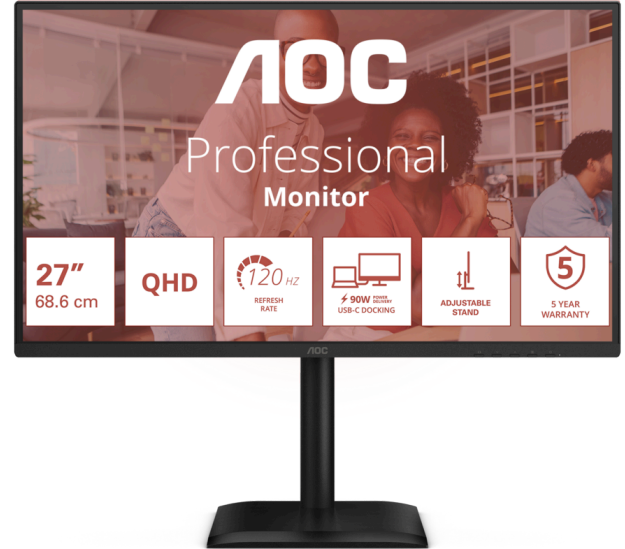 AOC
Professional
Monitor
27”
68.6 cm
QHD
120 HZ
REFRESH
RATE
90W POWER DELIVERY
USB-C DOCKING
ADJUSTABLE
STAND
5
5 YEAR
WARRANTY
AOC